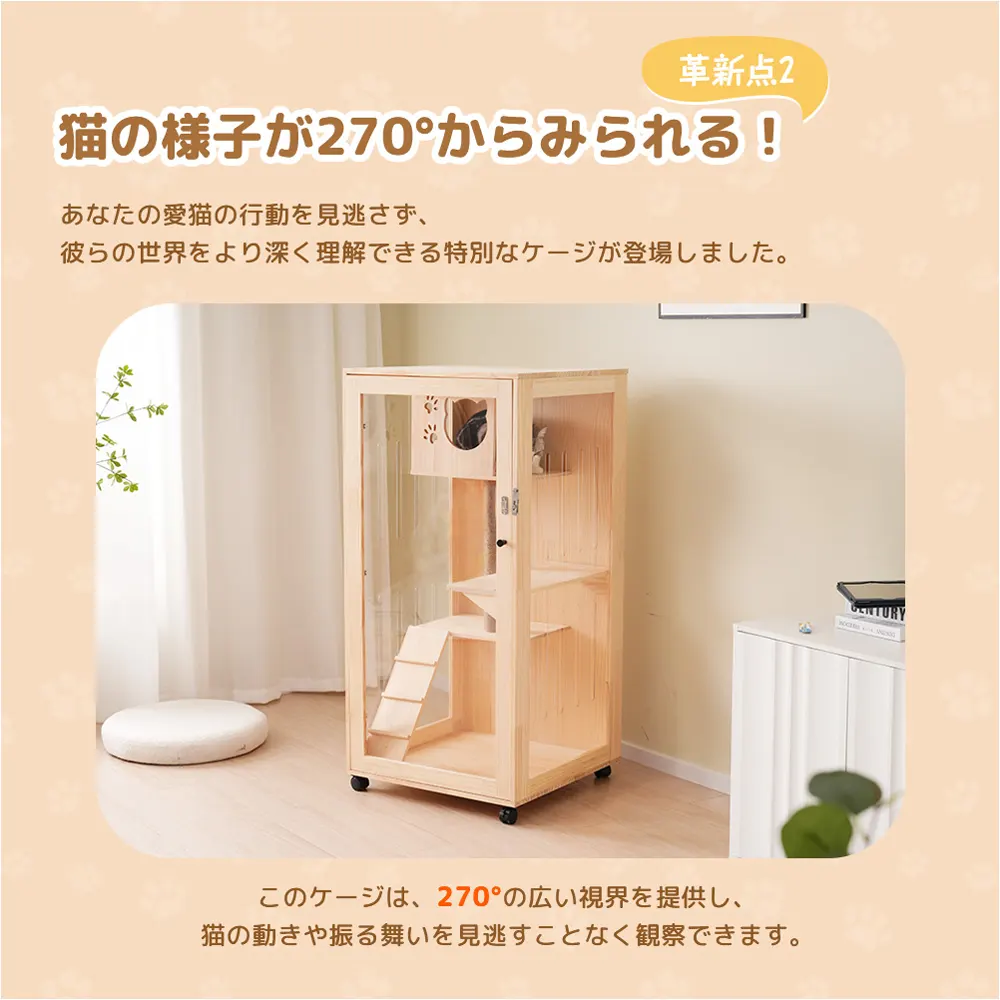 革新点2
猫の様子が270°からみられる！
あなたの愛猫の行動を見逃さず、
彼らの世界をより深く理解できる特別なケージが登場しました。
CENTURY
このケージは、270°の広い視界を提供し、
猫の動きや振る舞いを見逃すことなく観察できます。